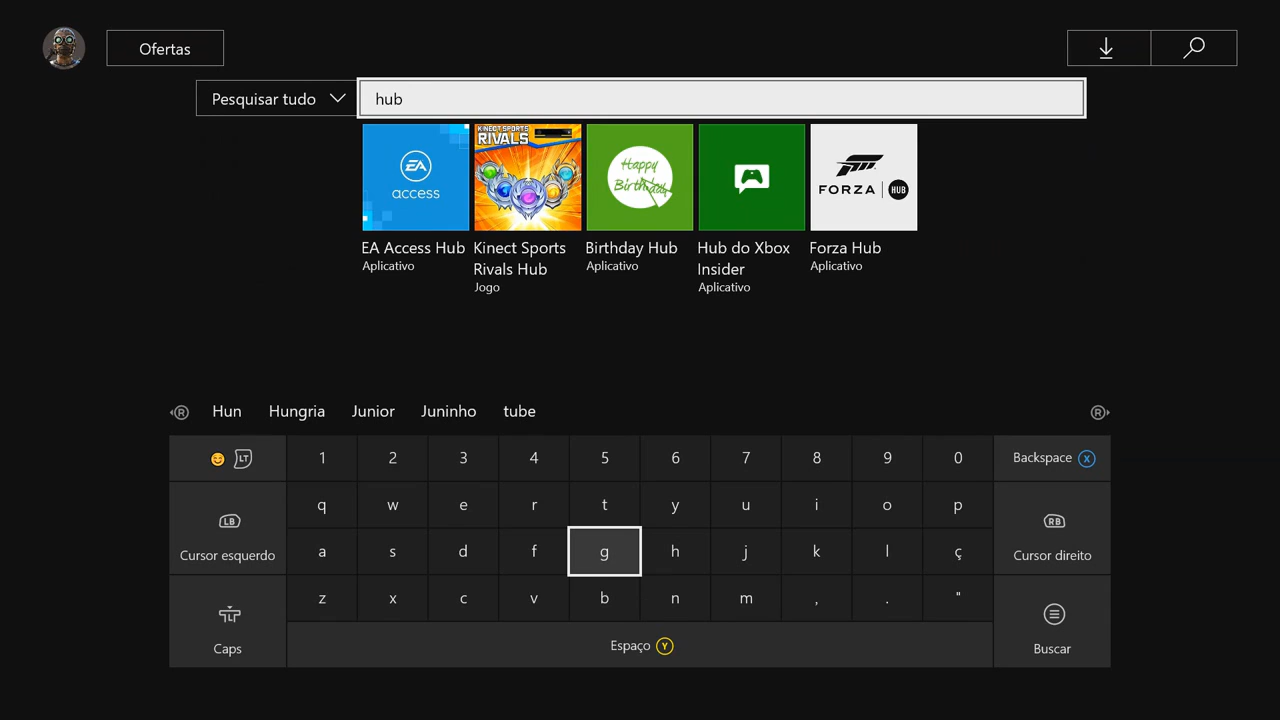 Ofertas
Pesquisar tudo
hub
EA
access
KINECT SPORTS
RIVALS
Happy
Birthday
FORZA HUB
EA Access Hub
Aplicativo
Kinect Sports
Rivals Hub
Jogo
Birthday Hub
Aplicativo
Hub do Xbox
Insider
Aplicativo
Forza Hub
Aplicativo
R Hun Hungria Junior Juninho tube R
LT 1 2 3 4 5 6 7 8 9 0 Backspace X
LB Cursor esquerdo
q w e r t y u i o p
RB Cursor direito
a s d f g h j k l ç
LT Caps
z x c v b n m , . "
Espaço Y
Buscar